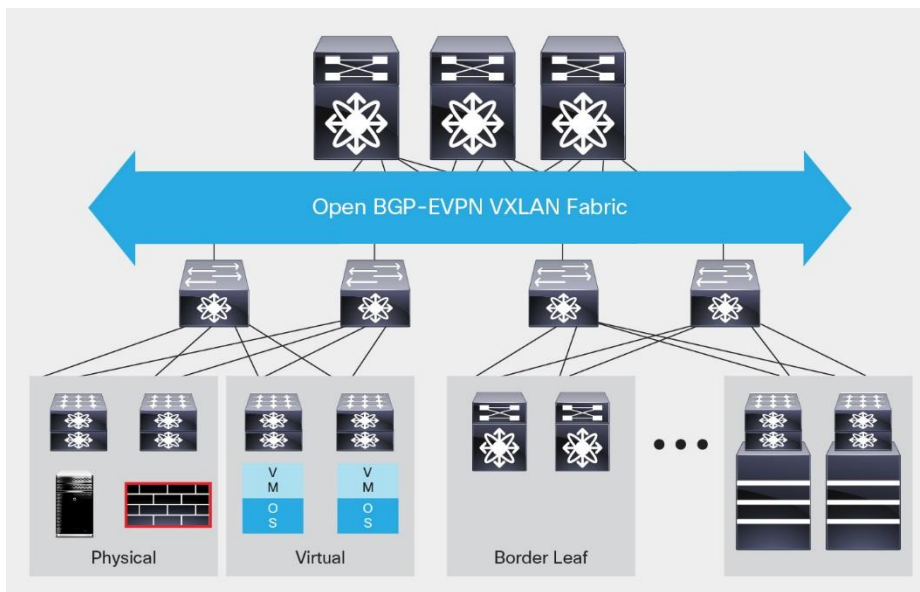 Open BGP-EVPN VXLAN Fabric
V
M
O
S
V
M
O
S
Physical
Virtual
Border Leaf